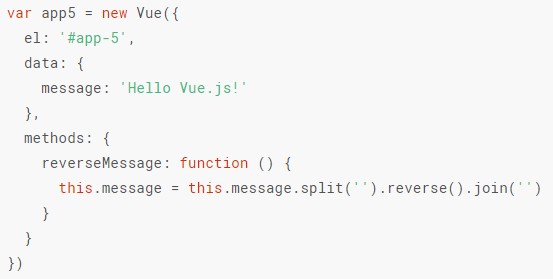 var app5 = new Vue({
  el: '#app-5',
  data: {
    message: 'Hello Vue.js!'
  },
  methods: {
    reverseMessage: function () {
      this.message = this.message.split('').reverse().join('')
    }
  }
})